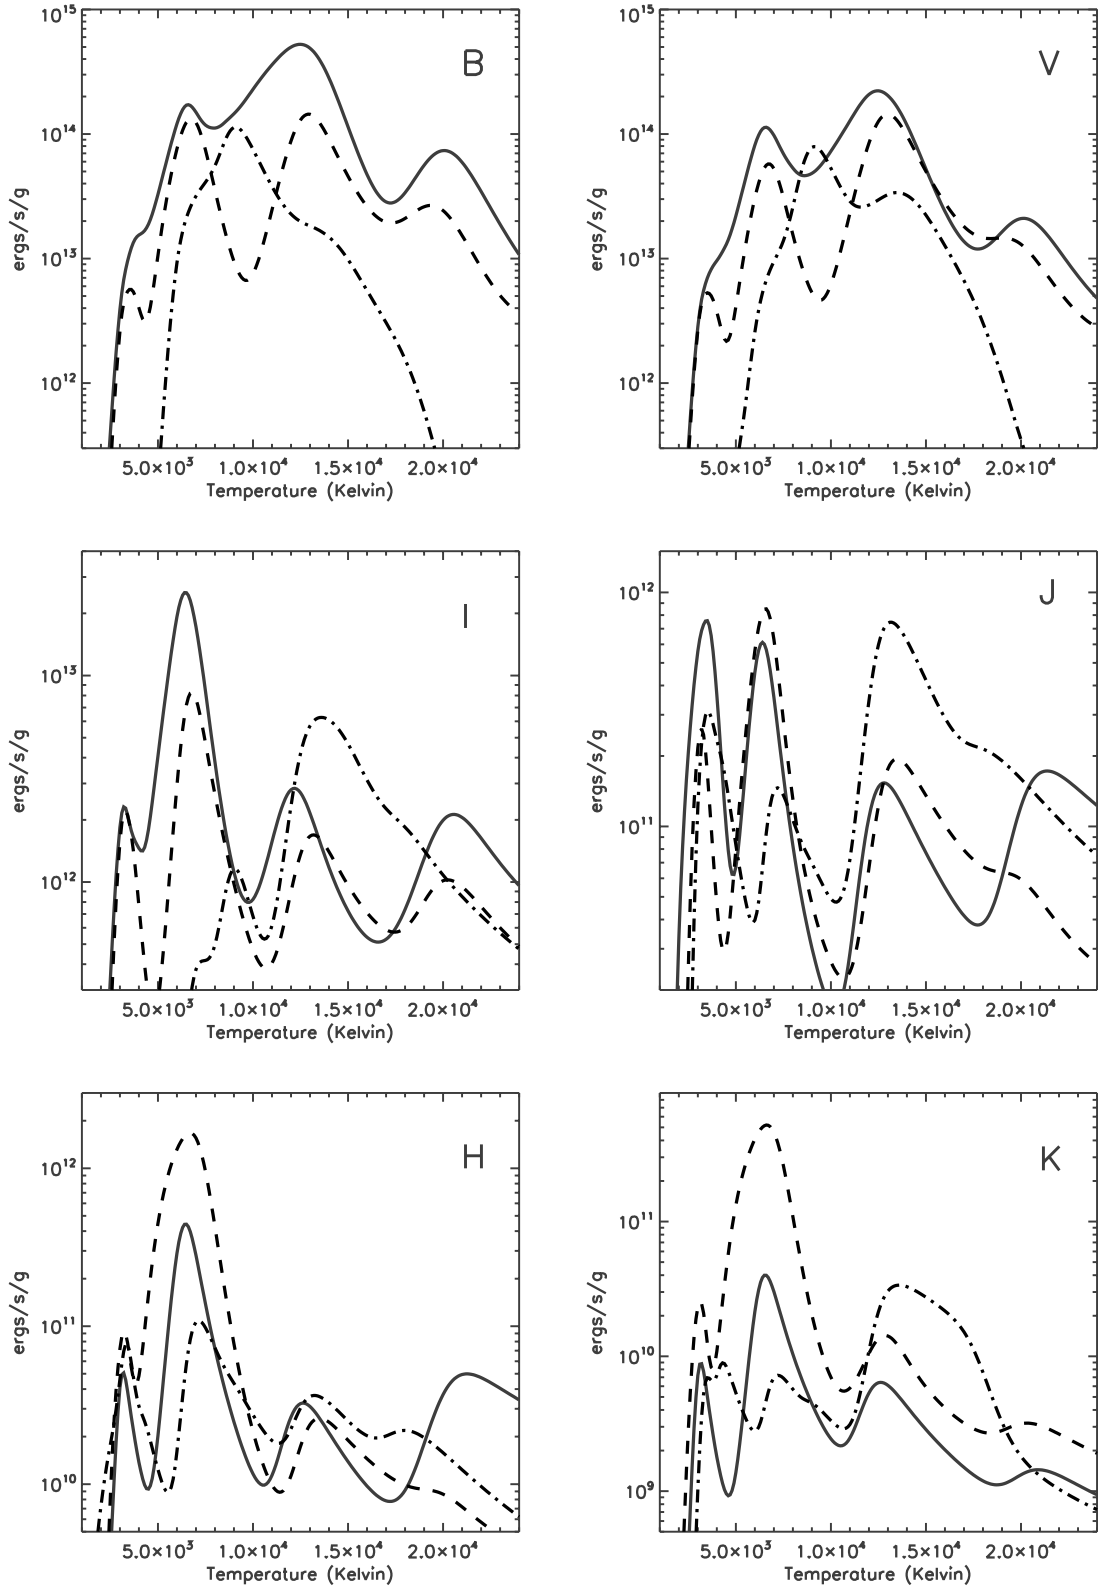 B
10¹⁵
10¹⁴
10¹³
10¹²
ergs/s/g
5.0×10³ 1.0×10⁴ 1.5×10⁴ 2.0×10⁴
Temperature (Kelvin)
V
10¹⁵
10¹⁴
10¹³
10¹²
ergs/s/g
5.0×10³ 1.0×10⁴ 1.5×10⁴ 2.0×10⁴
Temperature (Kelvin)
I
10¹³
10¹²
ergs/s/g
5.0×10³ 1.0×10⁴ 1.5×10⁴ 2.0×10⁴
Temperature (Kelvin)
J
10¹²
10¹¹
ergs/s/g
5.0×10³ 1.0×10⁴ 1.5×10⁴ 2.0×10⁴
Temperature (Kelvin)
H
10¹²
10¹¹
10¹⁰
ergs/s/g
5.0×10³ 1.0×10⁴ 1.5×10⁴ 2.0×10⁴
Temperature (Kelvin)
K
10¹¹
10¹⁰
10⁹
ergs/s/g
5.0×10³ 1.0×10⁴ 1.5×10⁴ 2.0×10⁴
Temperature (Kelvin)